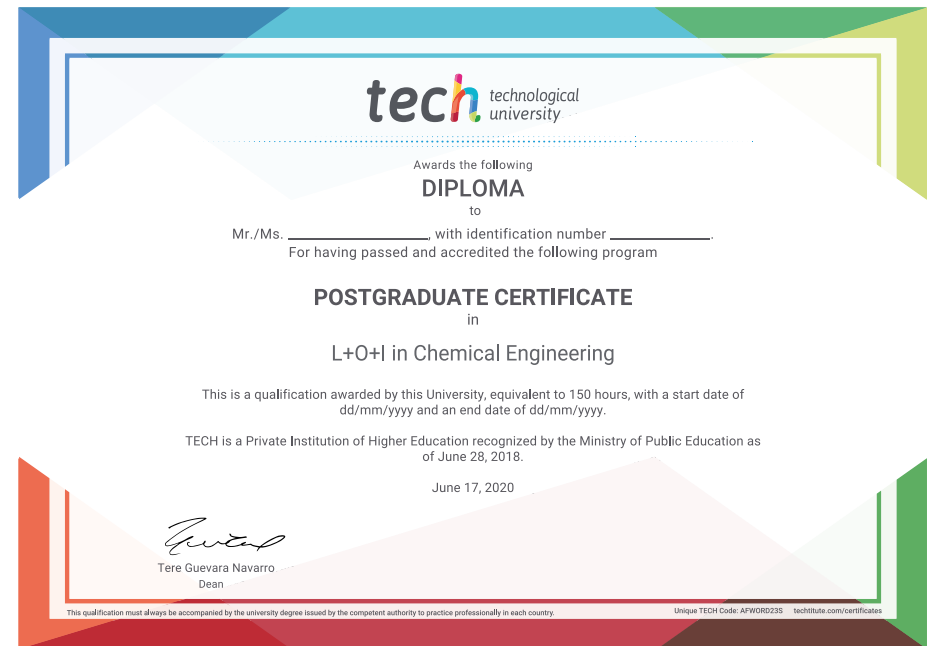 tech technological
university
Awards the following
DIPLOMA
to
Mr./Ms. ____________________, with identification number ______________.
For having passed and accredited the following program
POSTGRADUATE CERTIFICATE
in
L+O+I in Chemical Engineering
This is a qualification awarded by this University, equivalent to 150 hours, with a start date of
dd/mm/yyyy and an end date of dd/mm/yyyy.
TECH is a Private Institution of Higher Education recognized by the Ministry of Public Education as
of June 28, 2018.
June 17, 2020
Tere Guevara Navarro
Dean
This qualification must always be accompanied by the university degree issued by the competent authority to practice professionally in each country.
Unique TECH Code: AFWORD23S techtitute.com/certificates